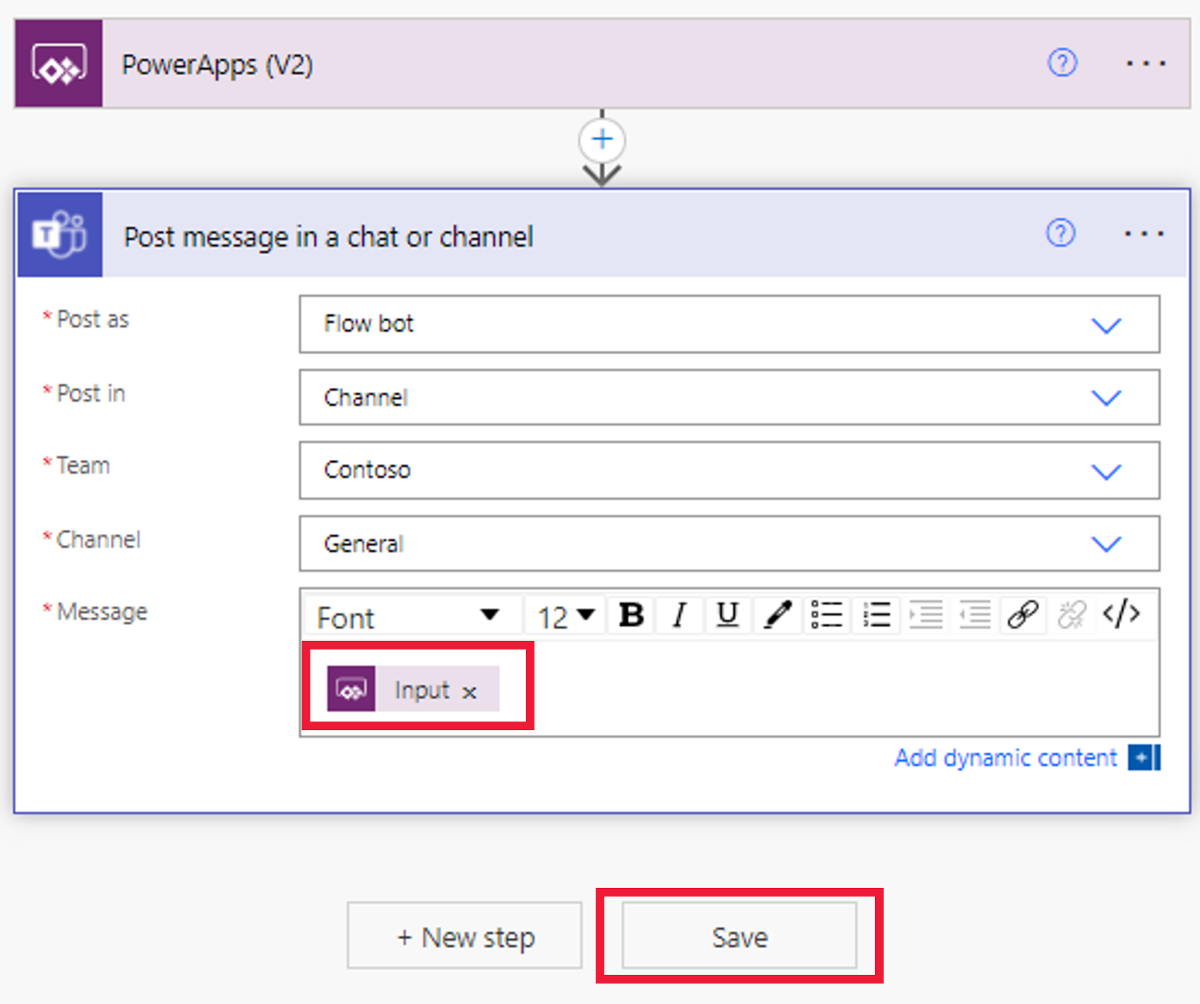 PowerApps (V2)
?
...
+
T
Post message in a chat or channel
?
...
* Post as
Flow bot
* Post in
Channel
* Team
Contoso
* Channel
General
* Message
Font 12 B I U </>
Input x
Add dynamic content +
+ New step
Save